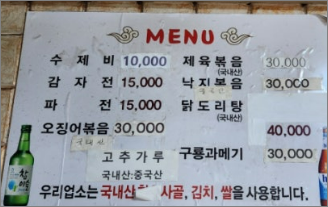 MENU
수 제 비 10,000 제육볶음 30,000
(국내산)
감 자 전 15,000 낙지볶음 30,000
파 전 15,000 닭도리탕
(국내산)
오징어볶음 30,000 40,000
고추가루 구룡과메기 30,000
국내산:중국산
우리업소는 국내산 사골, 김치, 쌀을 사용합니다.